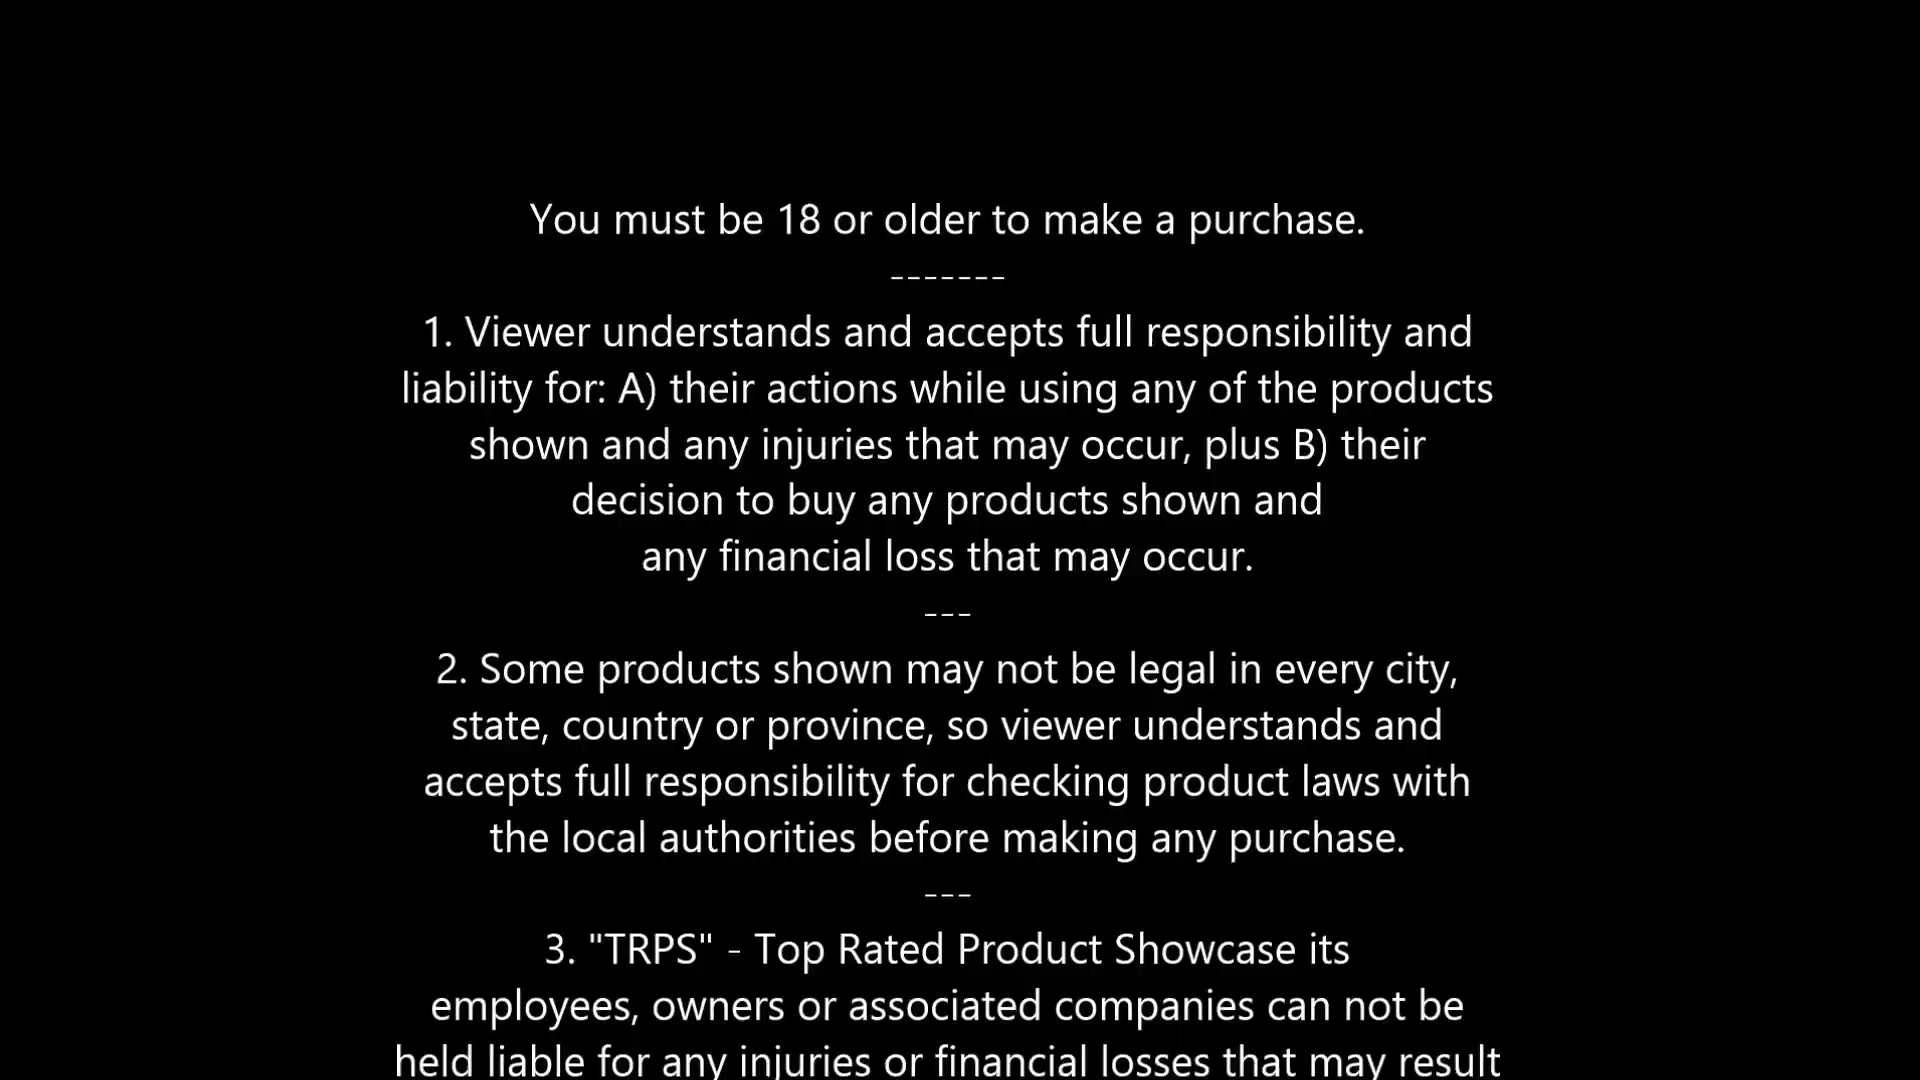 You must be 18 or older to make a purchase.
-------
1. Viewer understands and accepts full responsibility and
liability for: A) their actions while using any of the products
shown and any injuries that may occur, plus B) their
decision to buy any products shown and
any financial loss that may occur.
---
2. Some products shown may not be legal in every city,
state, country or province, so viewer understands and
accepts full responsibility for checking product laws with
the local authorities before making any purchase.
---
3. "TRPS" - Top Rated Product Showcase its
employees, owners or associated companies can not be
held liable for any injuries or financial losses that may result